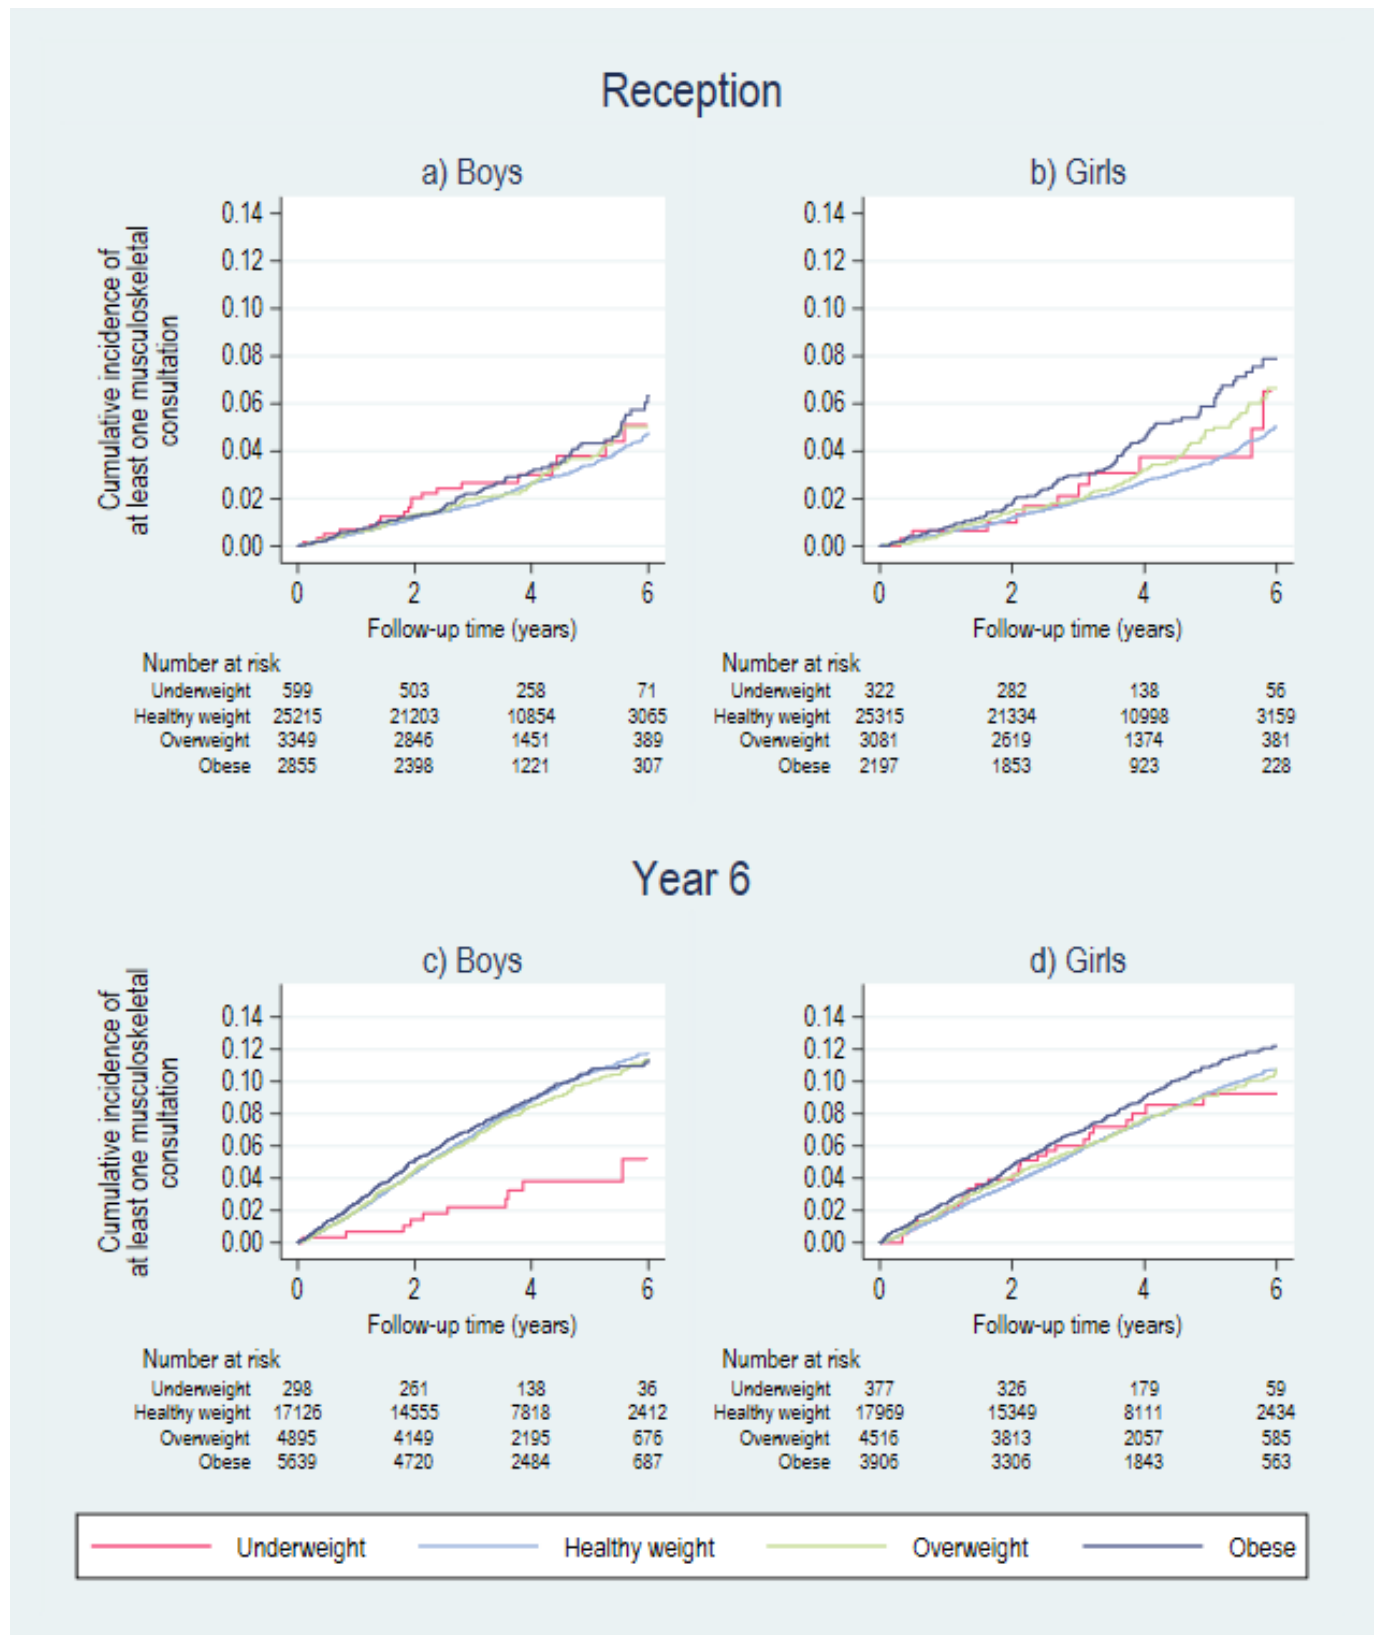 Reception
a) Boys
Cumulative incidence of
at least one musculoskeletal
consultation
0.14
0.12
0.10
0.08
0.06
0.04
0.02
0.00
0 2 4 6
Follow-up time (years)
Number at risk
Underweight 599 503 258 71
Healthy weight 25215 21203 10854 3065
Overweight 3349 2846 1451 389
Obese 2855 2398 1221 307
b) Girls
0.14
0.12
0.10
0.08
0.06
0.04
0.02
0.00
0 2 4 6
Follow-up time (years)
Number at risk
Underweight 322 282 138 56
Healthy weight 25315 21334 10998 3159
Overweight 3081 2619 1374 381
Obese 2197 1853 923 228
Year 6
c) Boys
Cumulative incidence of
at least one musculoskeletal
consultation
0.14
0.12
0.10
0.08
0.06
0.04
0.02
0.00
0 2 4 6
Follow-up time (years)
Number at risk
Underweight 298 261 138 36
Healthy weight 17126 14555 7818 2412
Overweight 4895 4149 2195 676
Obese 5639 4720 2484 687
d) Girls
0.14
0.12
0.10
0.08
0.06
0.04
0.02
0.00
0 2 4 6
Follow-up time (years)
Number at risk
Underweight 377 326 179 59
Healthy weight 17969 15349 8111 2434
Overweight 4516 3813 2057 585
Obese 3906 3306 1843 563
Underweight Healthy weight Overweight Obese